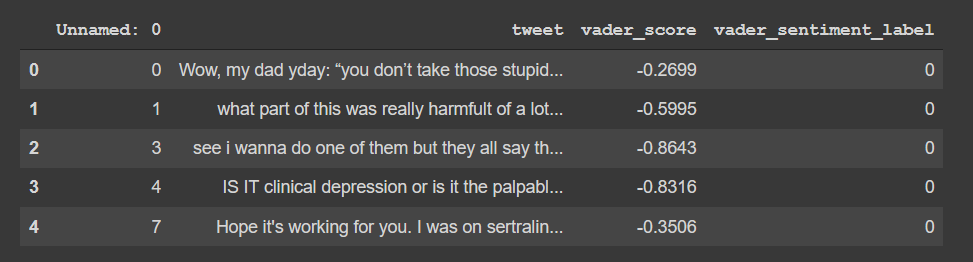 Unnamed: 0 tweet vader_score vader_sentiment_label
0 0 Wow, my dad yday: “you don’t take those stupid... -0.2699 0
1 1 what part of this was really harmfult of a lot... -0.5995 0
2 3 see i wanna do one of them but they all say th... -0.8643 0
3 4 IS IT clinical depression or is it the palpabl... -0.8316 0
4 7 Hope it's working for you. I was on sertralin... -0.3506 0